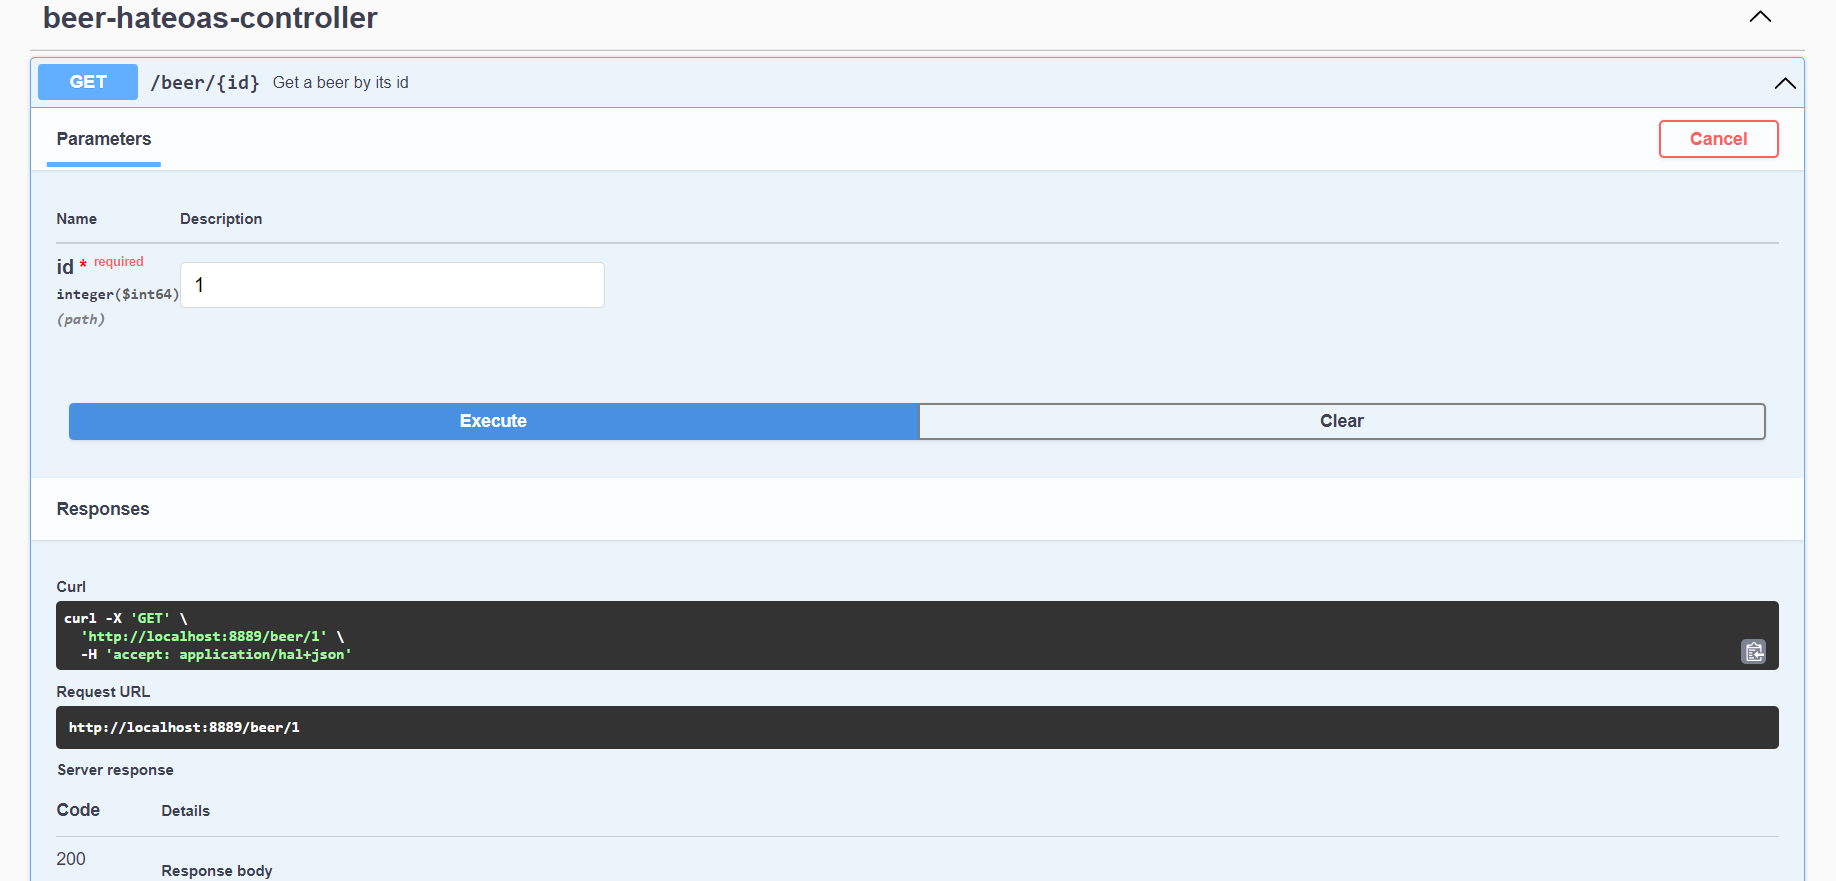 beer-hateoas-controller
GET /beer/{id} Get a beer by its id
Parameters Cancel
Name Description
id * required
integer($int64) 1
(path)
Execute Clear
Responses
Curl
curl -X 'GET' \
'http://localhost:8889/beer/1' \
-H 'accept: application/hal+json'
Request URL
http://localhost:8889/beer/1
Server response
Code Details
200
Response body